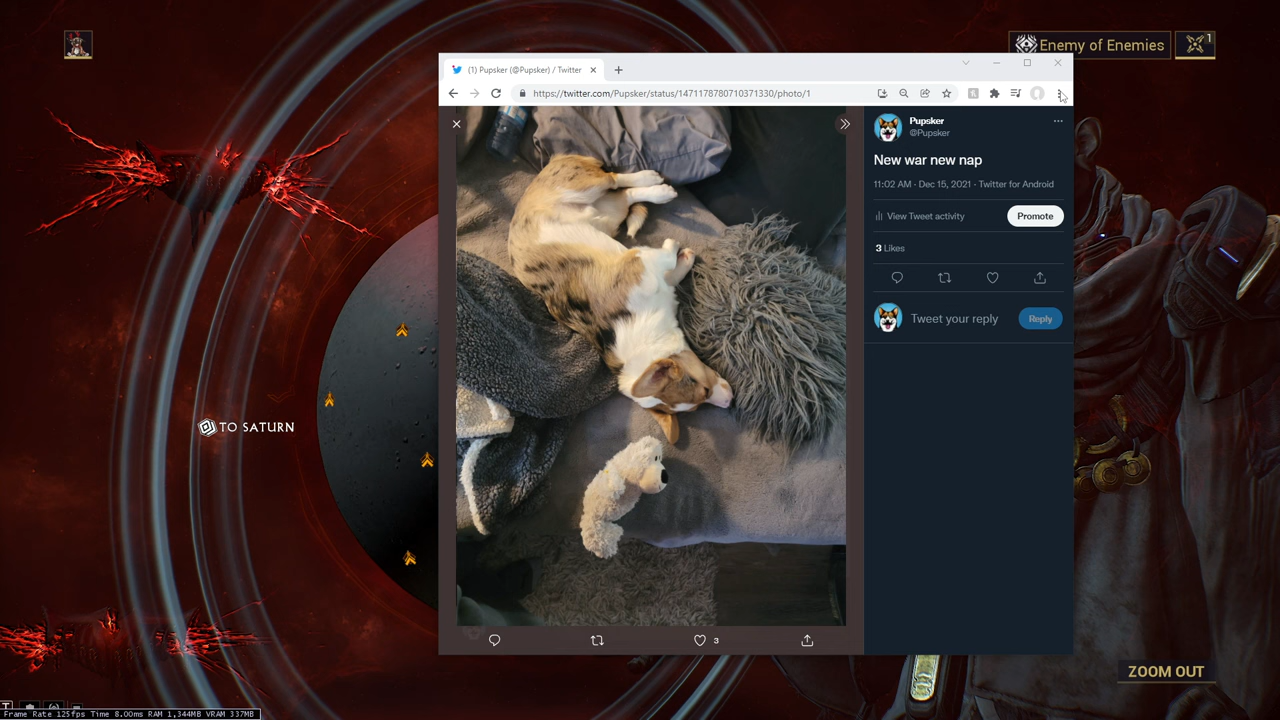 Enemy of Enemies
1
(1) Pupsker (@Pupsker) / Twitter
https://twitter.com/Pupsker/status/1471178780710371330/photo/1
Pupsker
@Pupsker
New war new nap
11:02 AM · Dec 15, 2021 · Twitter for Android
View Tweet activity
Promote
3 Likes
Tweet your reply
Reply
TO SATURN
3
ZOOM OUT
Frame Rate 125fps Time 8.00ms RAM 1,344MB VRAM 337MB